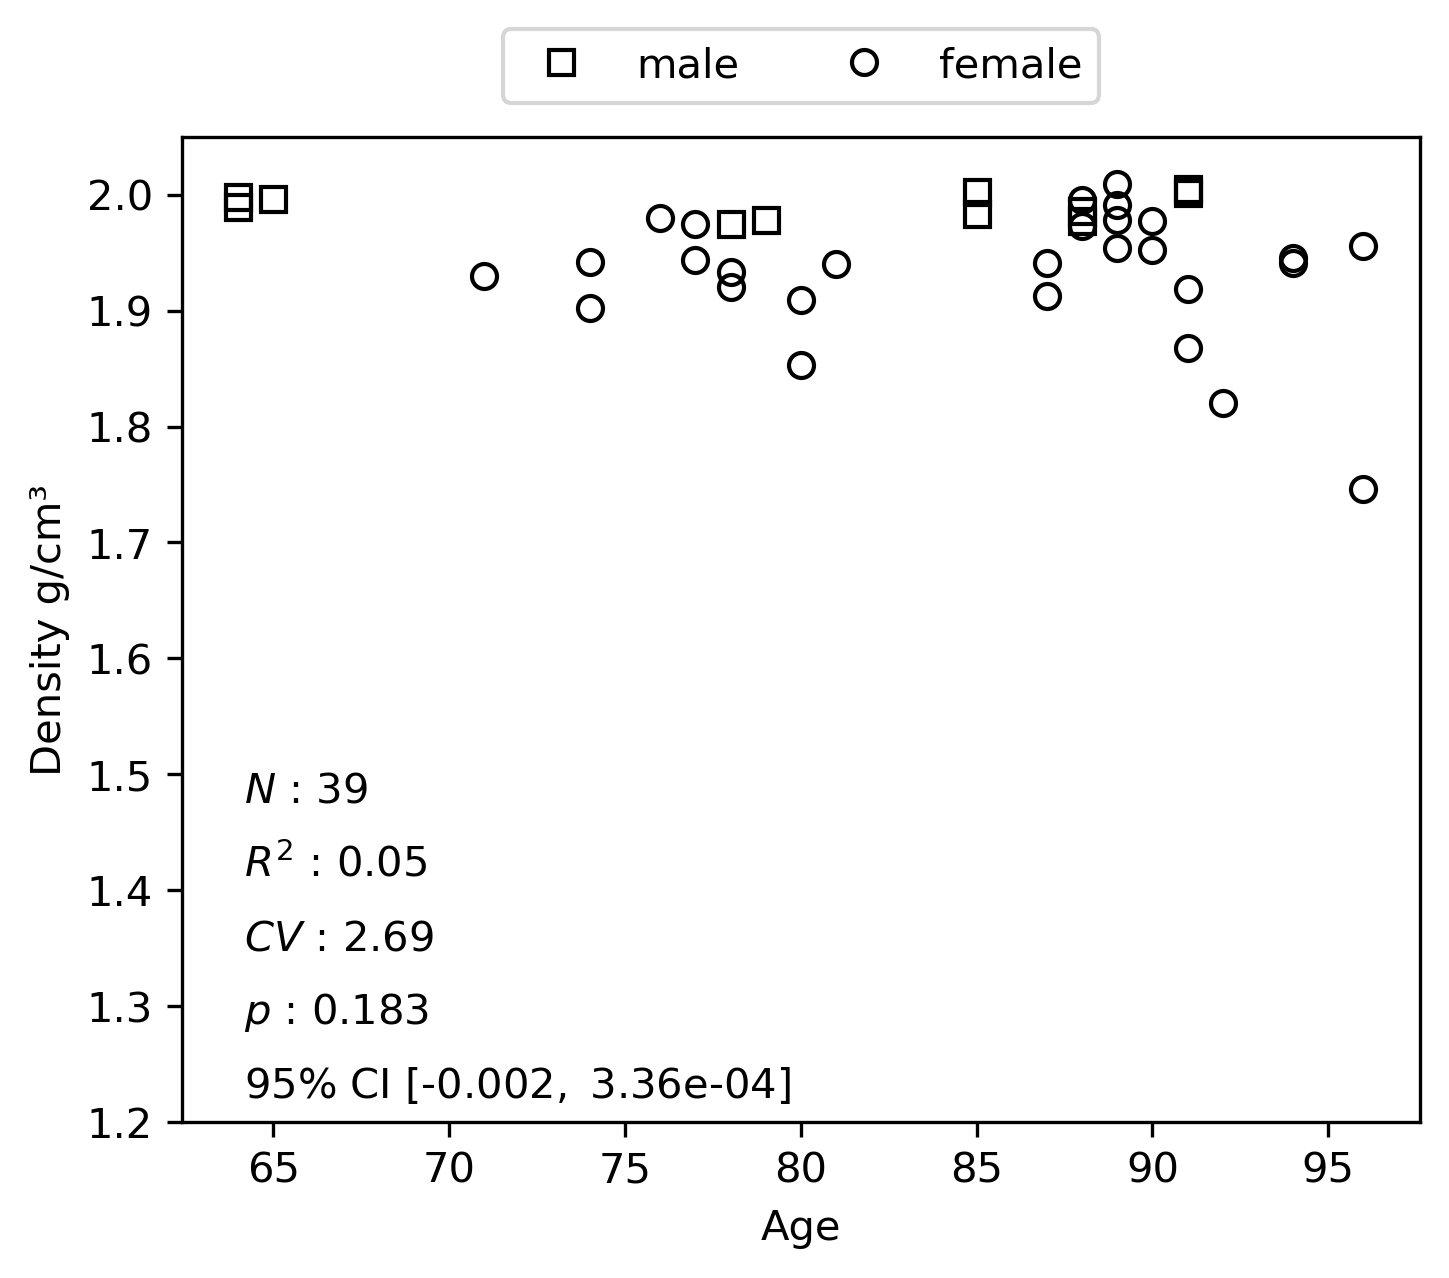 male female
2.0
1.9
1.8
1.7
1.6
1.5
1.4
1.3
1.2
Density g/cm³
N : 39
R² : 0.05
CV : 2.69
p : 0.183
95% CI [-0.002, 3.36e-04]
65 70 75 80 85 90 95
Age